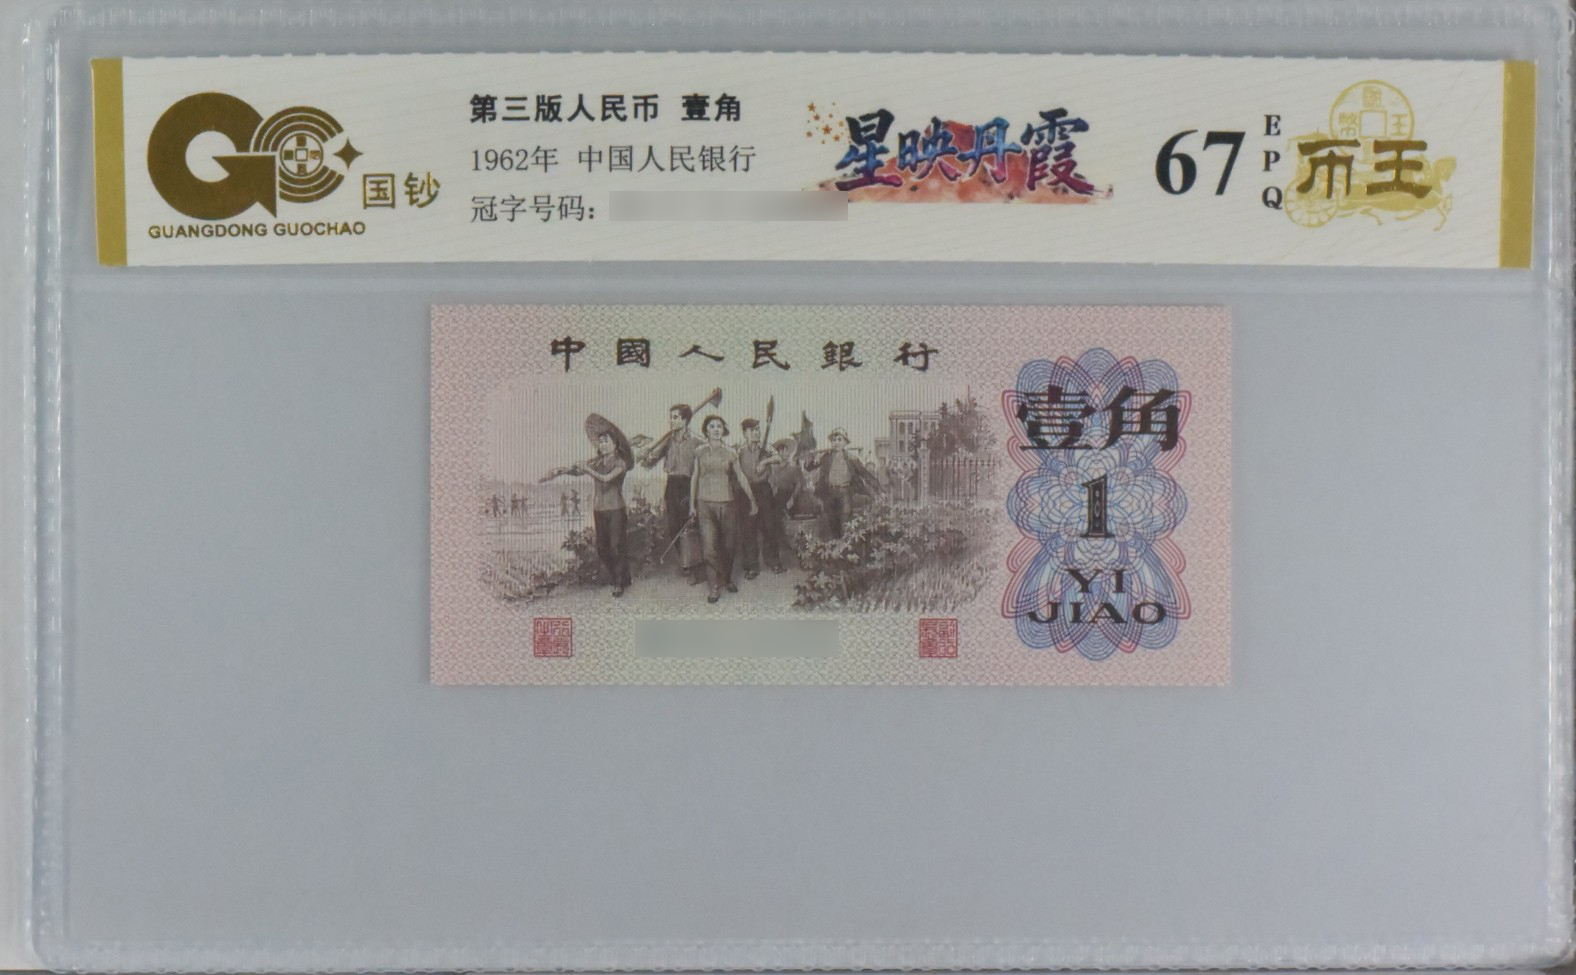 第三版人民币 壹角
1962年 中国人民银行
冠字号码：
国钞
GUANGDONG GUOCHAO
星映丹霞
67
EPQ
币王
中國人民銀行
壹角
1
YI
JIAO